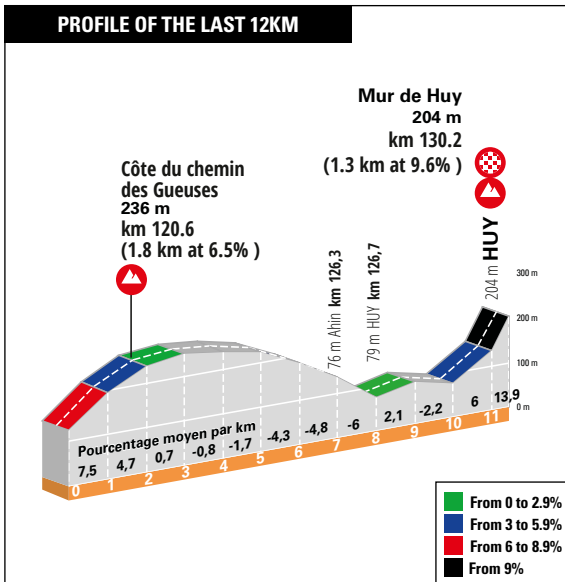 PROFILE OF THE LAST 12KM
Mur de Huy
204 m
km 130.2
(1.3 km at 9.6% )
Côte du chemin
des Gueuses
236 m
km 120.6
(1.8 km at 6.5% )
76 m Ahin km 126,3
79 m HUY km 126,7
204 m HUY
300 m
200 m
100 m
0 m
Pourcentage moyen par km
7,5 4,7 0,7 -0,8 -1,7 -4,3 -4,8 -6 2,1 -2,2 6 13,9
0 1 2 3 4 5 6 7 8 9 10 11
From 0 to 2.9%
From 3 to 5.9%
From 6 to 8.9%
From 9%